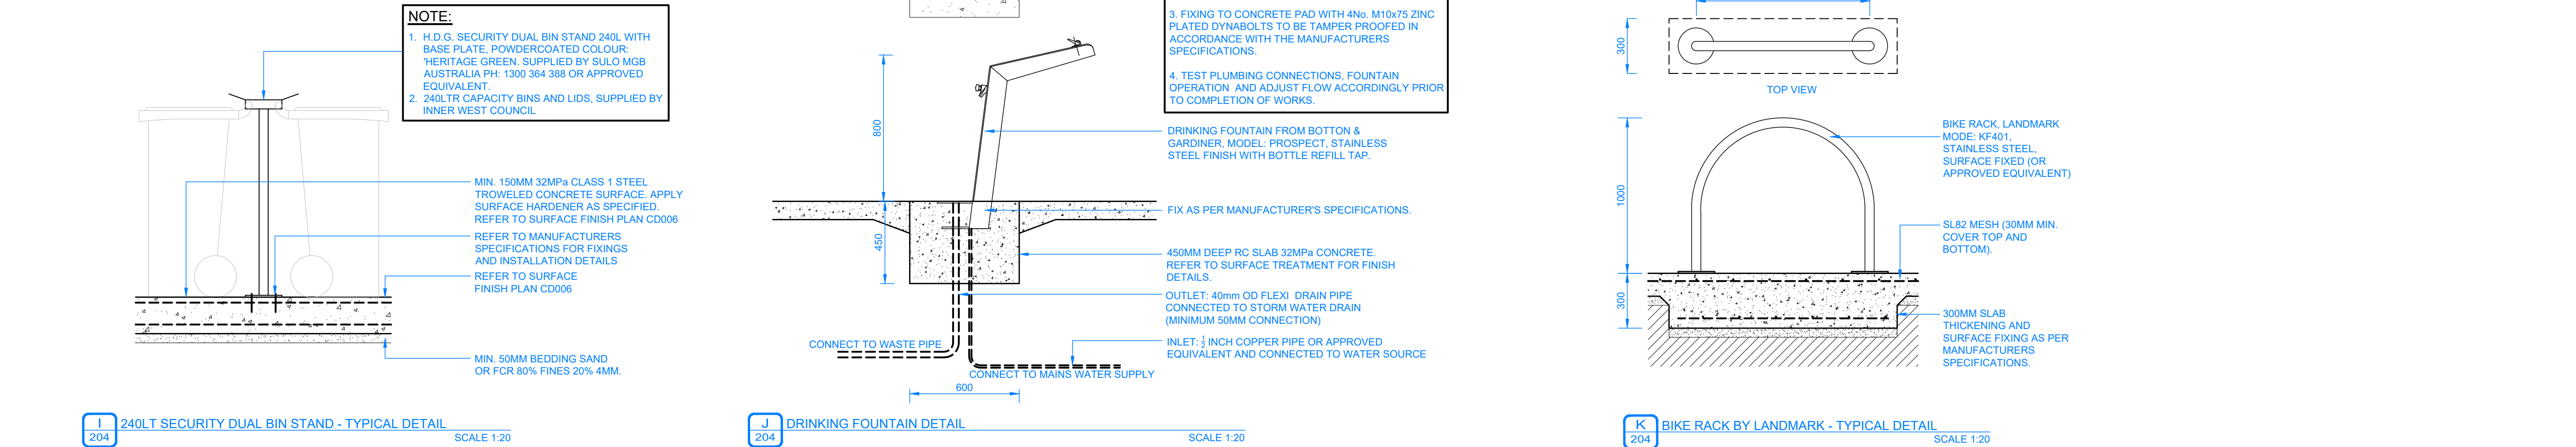 NOTE:
1. H.D.G. SECURITY DUAL BIN STAND 240L WITH
BASE PLATE, POWDERCOATED COLOUR:
'HERITAGE GREEN. SUPPLIED BY SULO MGB
AUSTRALIA PH: 1300 364 388 OR APPROVED
EQUIVALENT.
2. 240LTR CAPACITY BINS AND LIDS, SUPPLIED BY
INNER WEST COUNCIL
MIN. 150MM 32MPa CLASS 1 STEEL
TROWELED CONCRETE SURFACE. APPLY
SURFACE HARDENER AS SPECIFIED.
REFER TO SURFACE FINISH PLAN CD006
REFER TO MANUFACTURERS
SPECIFICATIONS FOR FIXINGS
AND INSTALLATION DETAILS
REFER TO SURFACE
FINISH PLAN CD006
MIN. 50MM BEDDING SAND
OR FCR 80% FINES 20% 4MM.
I
204
240LT SECURITY DUAL BIN STAND - TYPICAL DETAIL
SCALE 1:20
3. FIXING TO CONCRETE PAD WITH 4No. M10x75 ZINC
PLATED DYNABOLTS TO BE TAMPER PROOFED IN
ACCORDANCE WITH THE MANUFACTURERS
SPECIFICATIONS.
4. TEST PLUMBING CONNECTIONS, FOUNTAIN
OPERATION AND ADJUST FLOW ACCORDINGLY PRIOR
TO COMPLETION OF WORKS.
800
DRINKING FOUNTAIN FROM BOTTON &
GARDINER, MODEL: PROSPECT, STAINLESS
STEEL FINISH WITH BOTTLE REFILL TAP.
FIX AS PER MANUFACTURER'S SPECIFICATIONS.
450
450MM DEEP RC SLAB 32MPa CONCRETE.
REFER TO SURFACE TREATMENT FOR FINISH
DETAILS.
OUTLET: 40mm OD FLEXI DRAIN PIPE
CONNECTED TO STORM WATER DRAIN
(MINIMUM 50MM CONNECTION)
CONNECT TO WASTE PIPE
INLET: ½ INCH COPPER PIPE OR APPROVED
EQUIVALENT AND CONNECTED TO WATER SOURCE
CONNECT TO MAINS WATER SUPPLY
600
J
204
DRINKING FOUNTAIN DETAIL
SCALE 1:20
300
TOP VIEW
BIKE RACK, LANDMARK
MODE: KF401,
STAINLESS STEEL,
SURFACE FIXED (OR
APPROVED EQUIVALENT)
1000
SL82 MESH (30MM MIN.
COVER TOP AND
BOTTOM).
300
300MM SLAB
THICKENING AND
SURFACE FIXING AS PER
MANUFACTURERS
SPECIFICATIONS.
K
204
BIKE RACK BY LANDMARK - TYPICAL DETAIL
SCALE 1:20